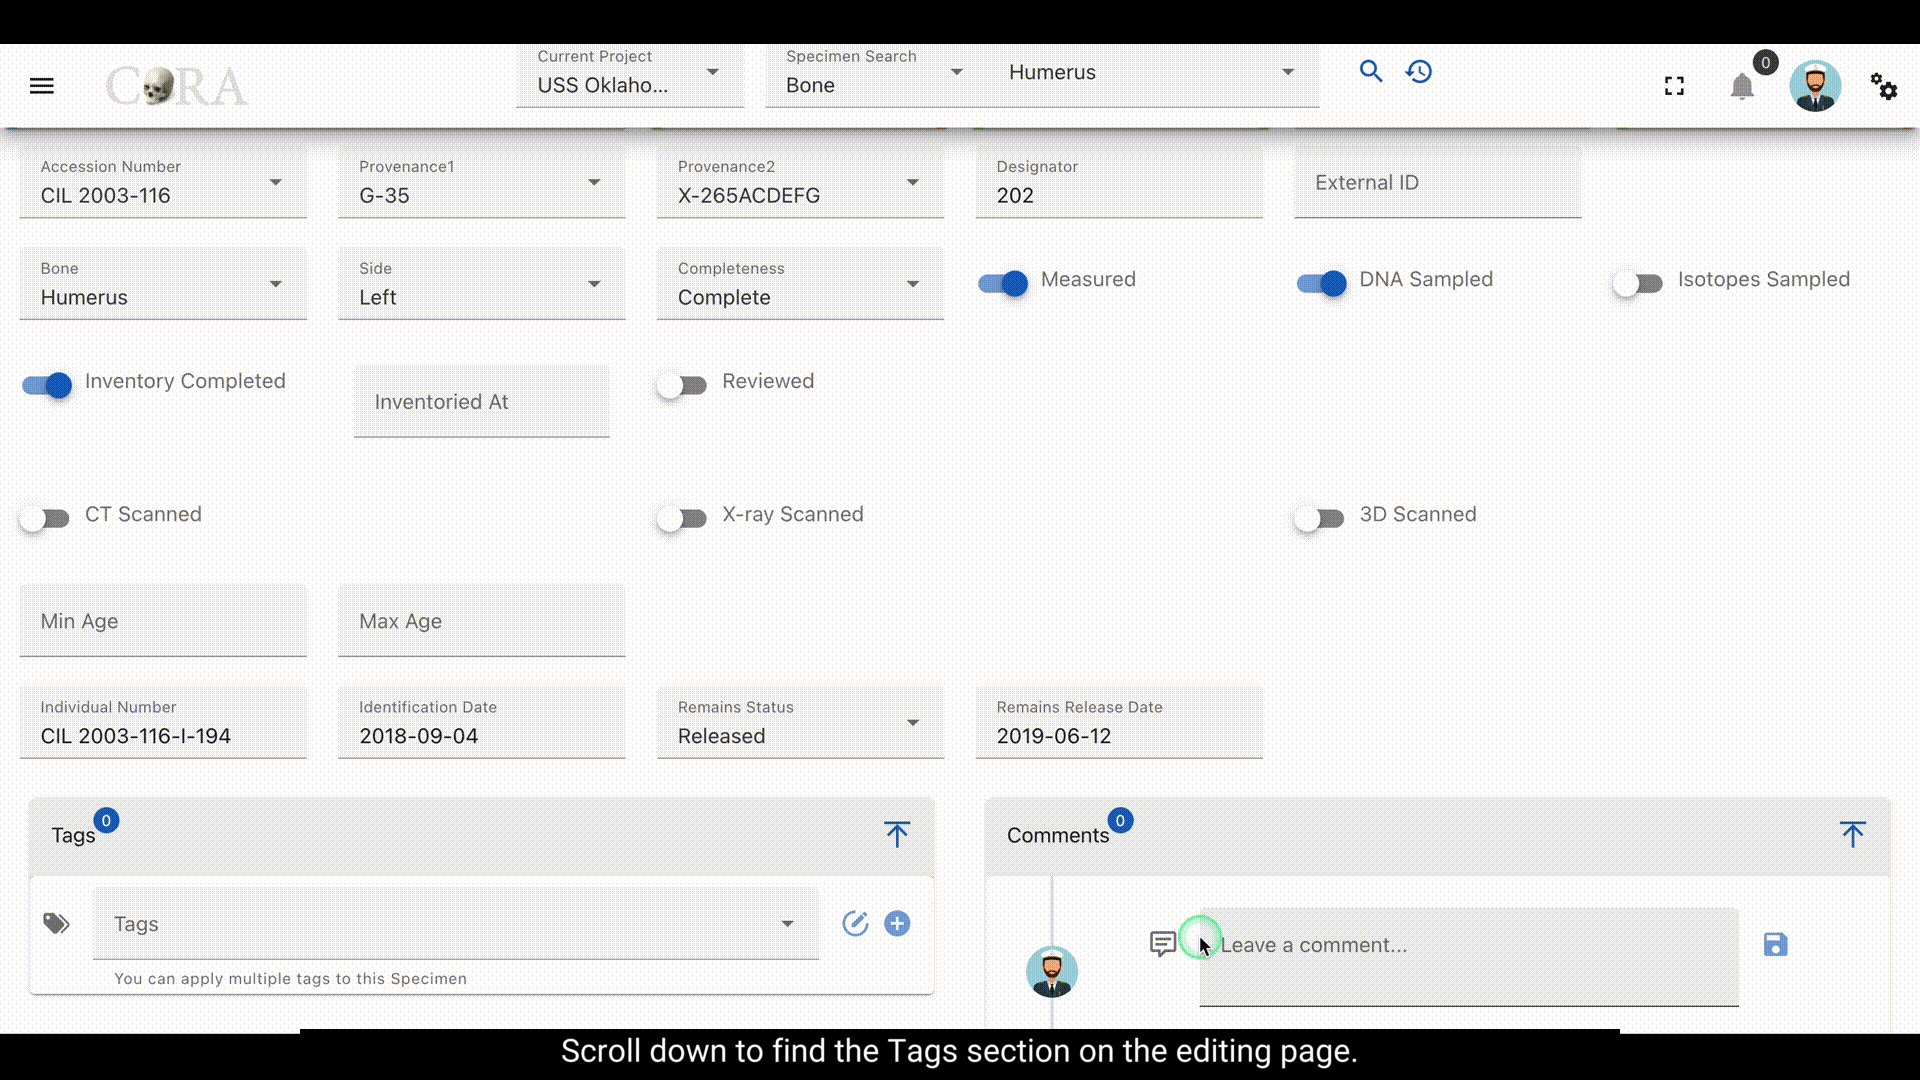 Current Project
USS Oklaho...
Specimen Search
Bone
Humerus
0
CORA
Accession Number
CIL 2003-116
Provenance1
G-35
Provenance2
X-265ACDEFG
Designator
202
External ID
Bone
Humerus
Side
Left
Completeness
Complete
Measured
DNA Sampled
Isotopes Sampled
Inventory Completed
Inventoried At
Reviewed
CT Scanned
X-ray Scanned
3D Scanned
Min Age
Max Age
Individual Number
CIL 2003-116-I-194
Identification Date
2018-09-04
Remains Status
Released
Remains Release Date
2019-06-12
Tags
0
Comments
0
Tags
You can apply multiple tags to this Specimen
Leave a comment...
Scroll down to find the Tags section on the editing page.